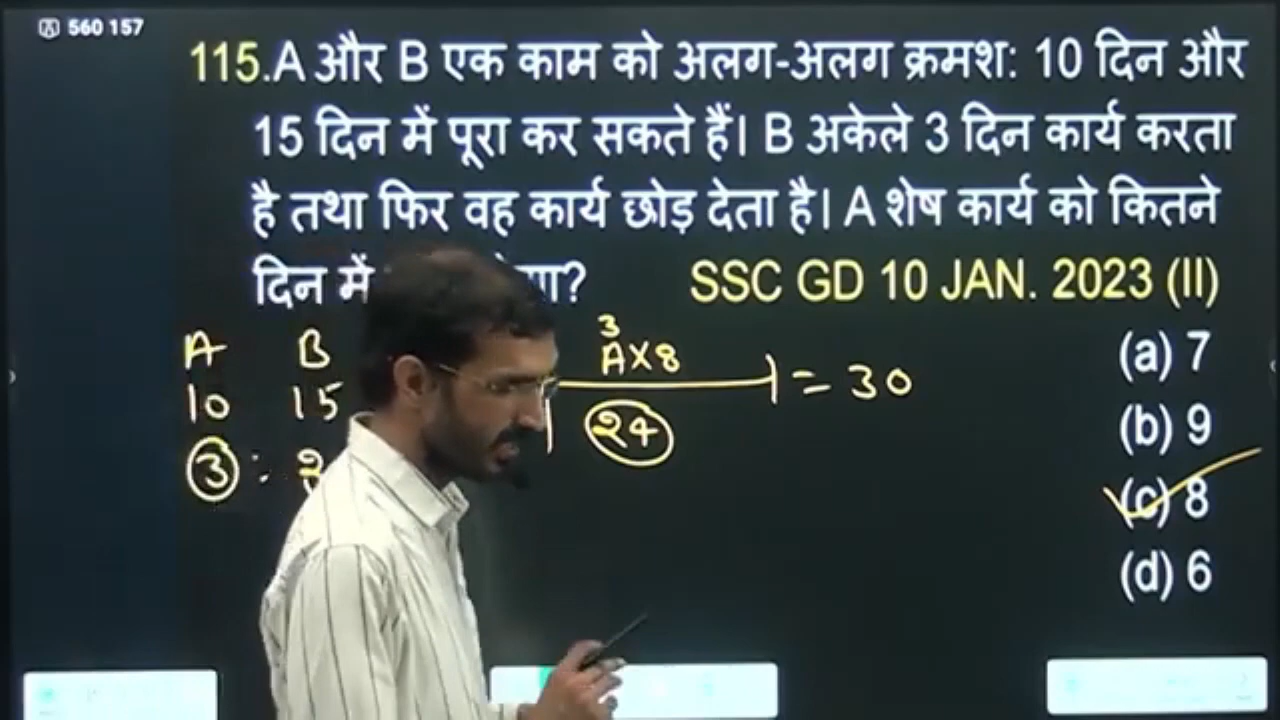 560 157
115.A और B एक काम को अलग-अलग क्रमश: 10 दिन और
15 दिन में पूरा कर सकते हैं। B अकेले 3 दिन कार्य करता
है तथा फिर वह कार्य छोड़ देता है। A शेष कार्य को कितने
दिन में ?
SSC GD 10 JAN. 2023 (II)
A B
10 15
3 : 2
3
A×8 = 30
24
(a) 7
(b) 9
(c) 8
(d) 6